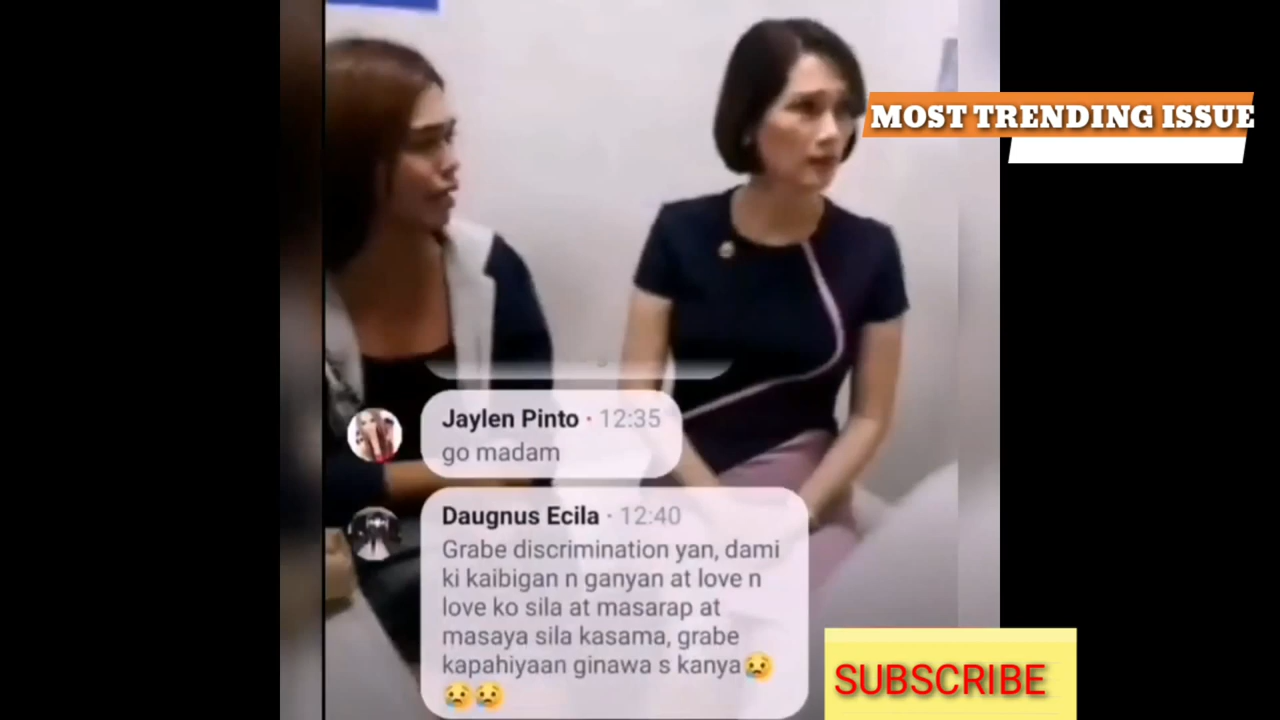 MOST TRENDING ISSUE
Jaylen Pinto · 12:35
go madam
Daugnus Ecila · 12:40
Grabe discrimination yan, dami
ki kaibigan n ganyan at love n
love ko sila at masarap at
masaya sila kasama, grabe
kapahiyaan ginawa s kanya😢
😢😢
SUBSCRIBE